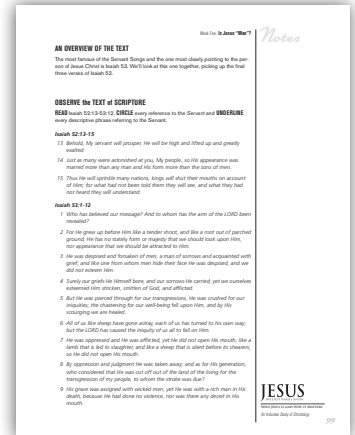 Week Five: Is Jesus "Man"?
Notes
AN OVERVIEW OF THE TEXT
The most famous of the Servant Songs and the one most clearly pointing to the per-
son of Jesus Christ is Isaiah 53. We'll look at this one together, picking up the final
three verses of Isaiah 52.
OBSERVE the TEXT of SCRIPTURE
READ Isaiah 52:13-53:12. CIRCLE every reference to the Servant and UNDERLINE
every descriptive phrase referring to the Servant.
Isaiah 52:13-15
13 Behold, My servant will prosper, He will be high and lifted up and greatly
exalted.
14 Just as many were astonished at you, My people, so His appearance was
marred more than any man and His form more than the sons of men.
15 Thus He will sprinkle many nations, kings will shut their mouths on account
of Him; for what had not been told them they will see, and what they had
not heard they will understand.
Isaiah 53:1-12
1 Who has believed our message? And to whom has the arm of the LORD been
revealed?
2 For He grew up before Him like a tender shoot, and like a root out of parched
ground; He has no stately form or majesty that we should look upon Him,
nor appearance that we should be attracted to Him.
3 He was despised and forsaken of men, a man of sorrows and acquainted with
grief; and like one from whom men hide their face He was despised, and we
did not esteem Him.
4 Surely our griefs He Himself bore, and our sorrows He carried; yet we ourselves
esteemed Him stricken, smitten of God, and afflicted.
5 But He was pierced through for our transgressions, He was crushed for our
iniquities; the chastening for our well-being fell upon Him, and by His
scourging we are healed.
6 All of us like sheep have gone astray, each of us has turned to his own way;
but the LORD has caused the iniquity of us all to fall on Him.
7 He was oppressed and He was afflicted, yet He did not open His mouth; like a
lamb that is led to slaughter, and like a sheep that is silent before its shearers,
so He did not open His mouth.
8 By oppression and judgment He was taken away; and as for His generation,
who considered that He was cut off out of the land of the living for the
transgression of my people, to whom the stroke was due?
9 His grave was assigned with wicked men, yet He was with a rich man in His
death, because He had done no violence, nor was there any deceit in His
mouth.
JESUS
An Inductive Study of Christology
99